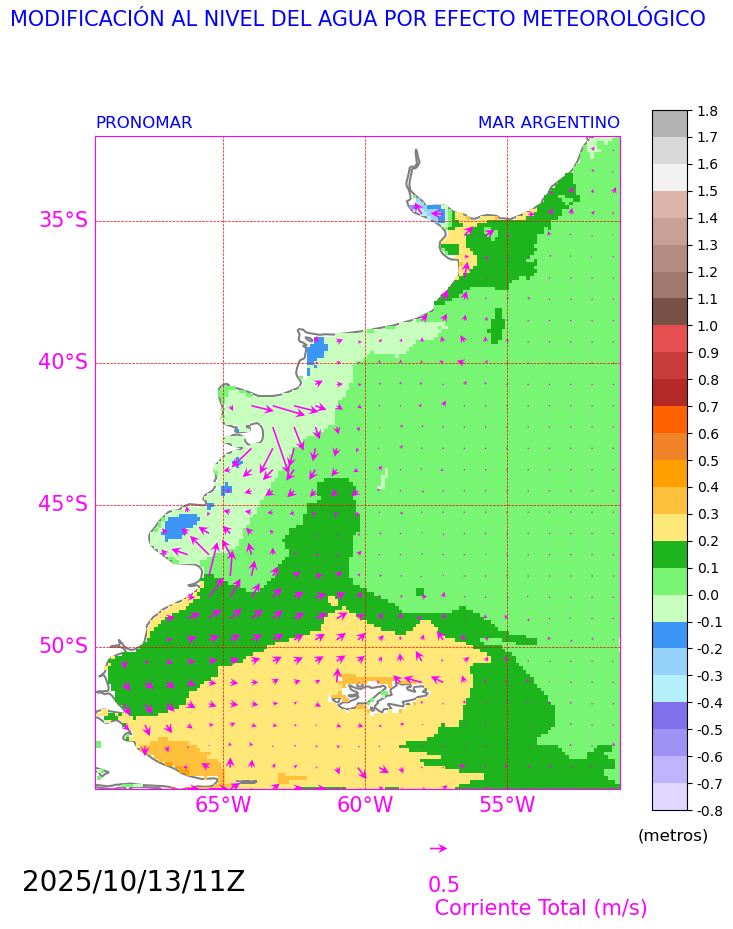 MODIFICACIÓN AL NIVEL DEL AGUA POR EFECTO METEOROLÓGICO
PRONOMAR MAR ARGENTINO
35°S
40°S
45°S
50°S
65°W 60°W 55°W
1.8
1.7
1.6
1.5
1.4
1.3
1.2
1.1
1.0
0.9
0.8
0.7
0.6
0.5
0.4
0.3
0.2
0.1
0.0
-0.1
-0.2
-0.3
-0.4
-0.5
-0.6
-0.7
-0.8
(metros)
2025/10/13/11Z
0.5
Corriente Total (m/s)